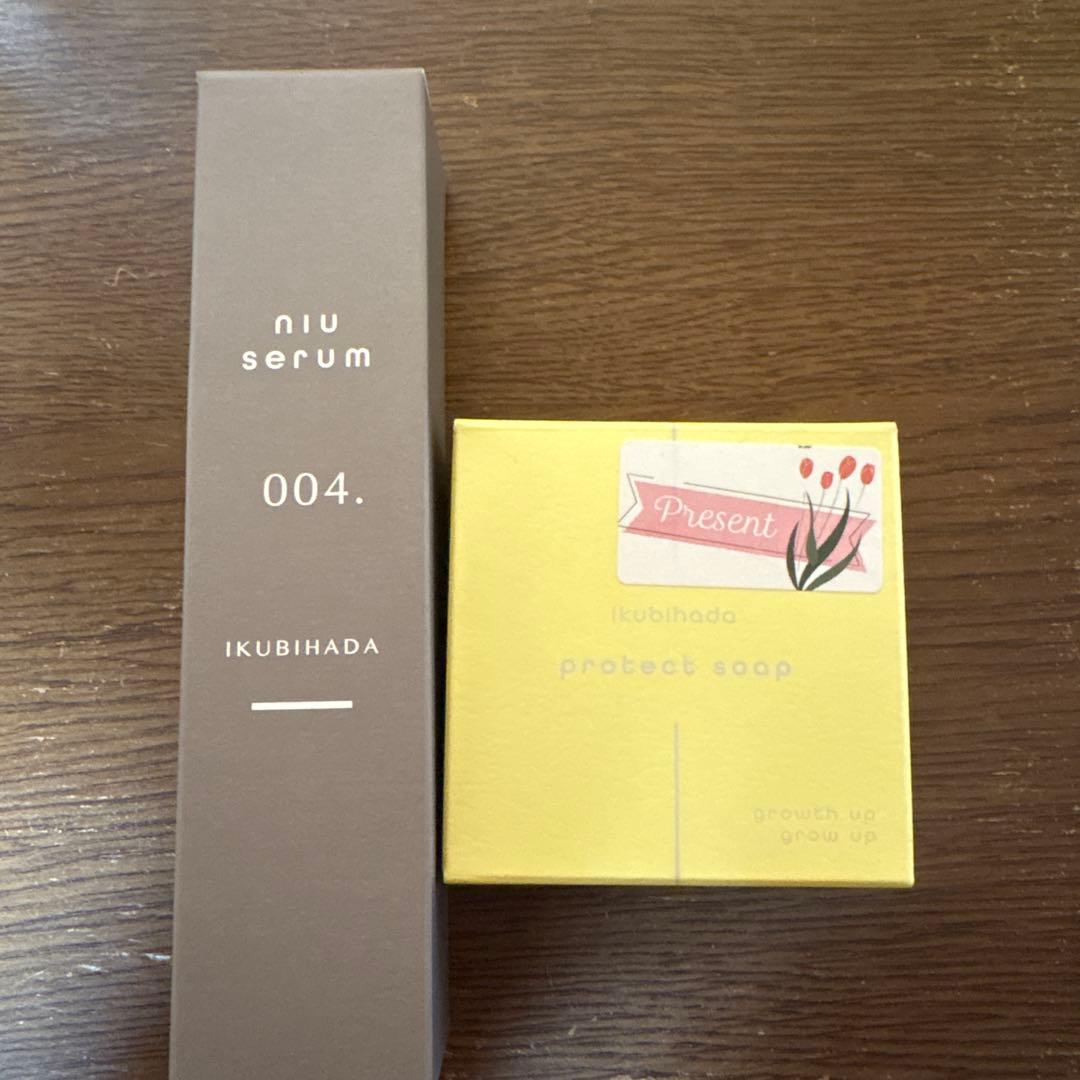 niu
serum
004.
IKUBIHADA
Present
ikubihada
protect soap
growth up
grow up